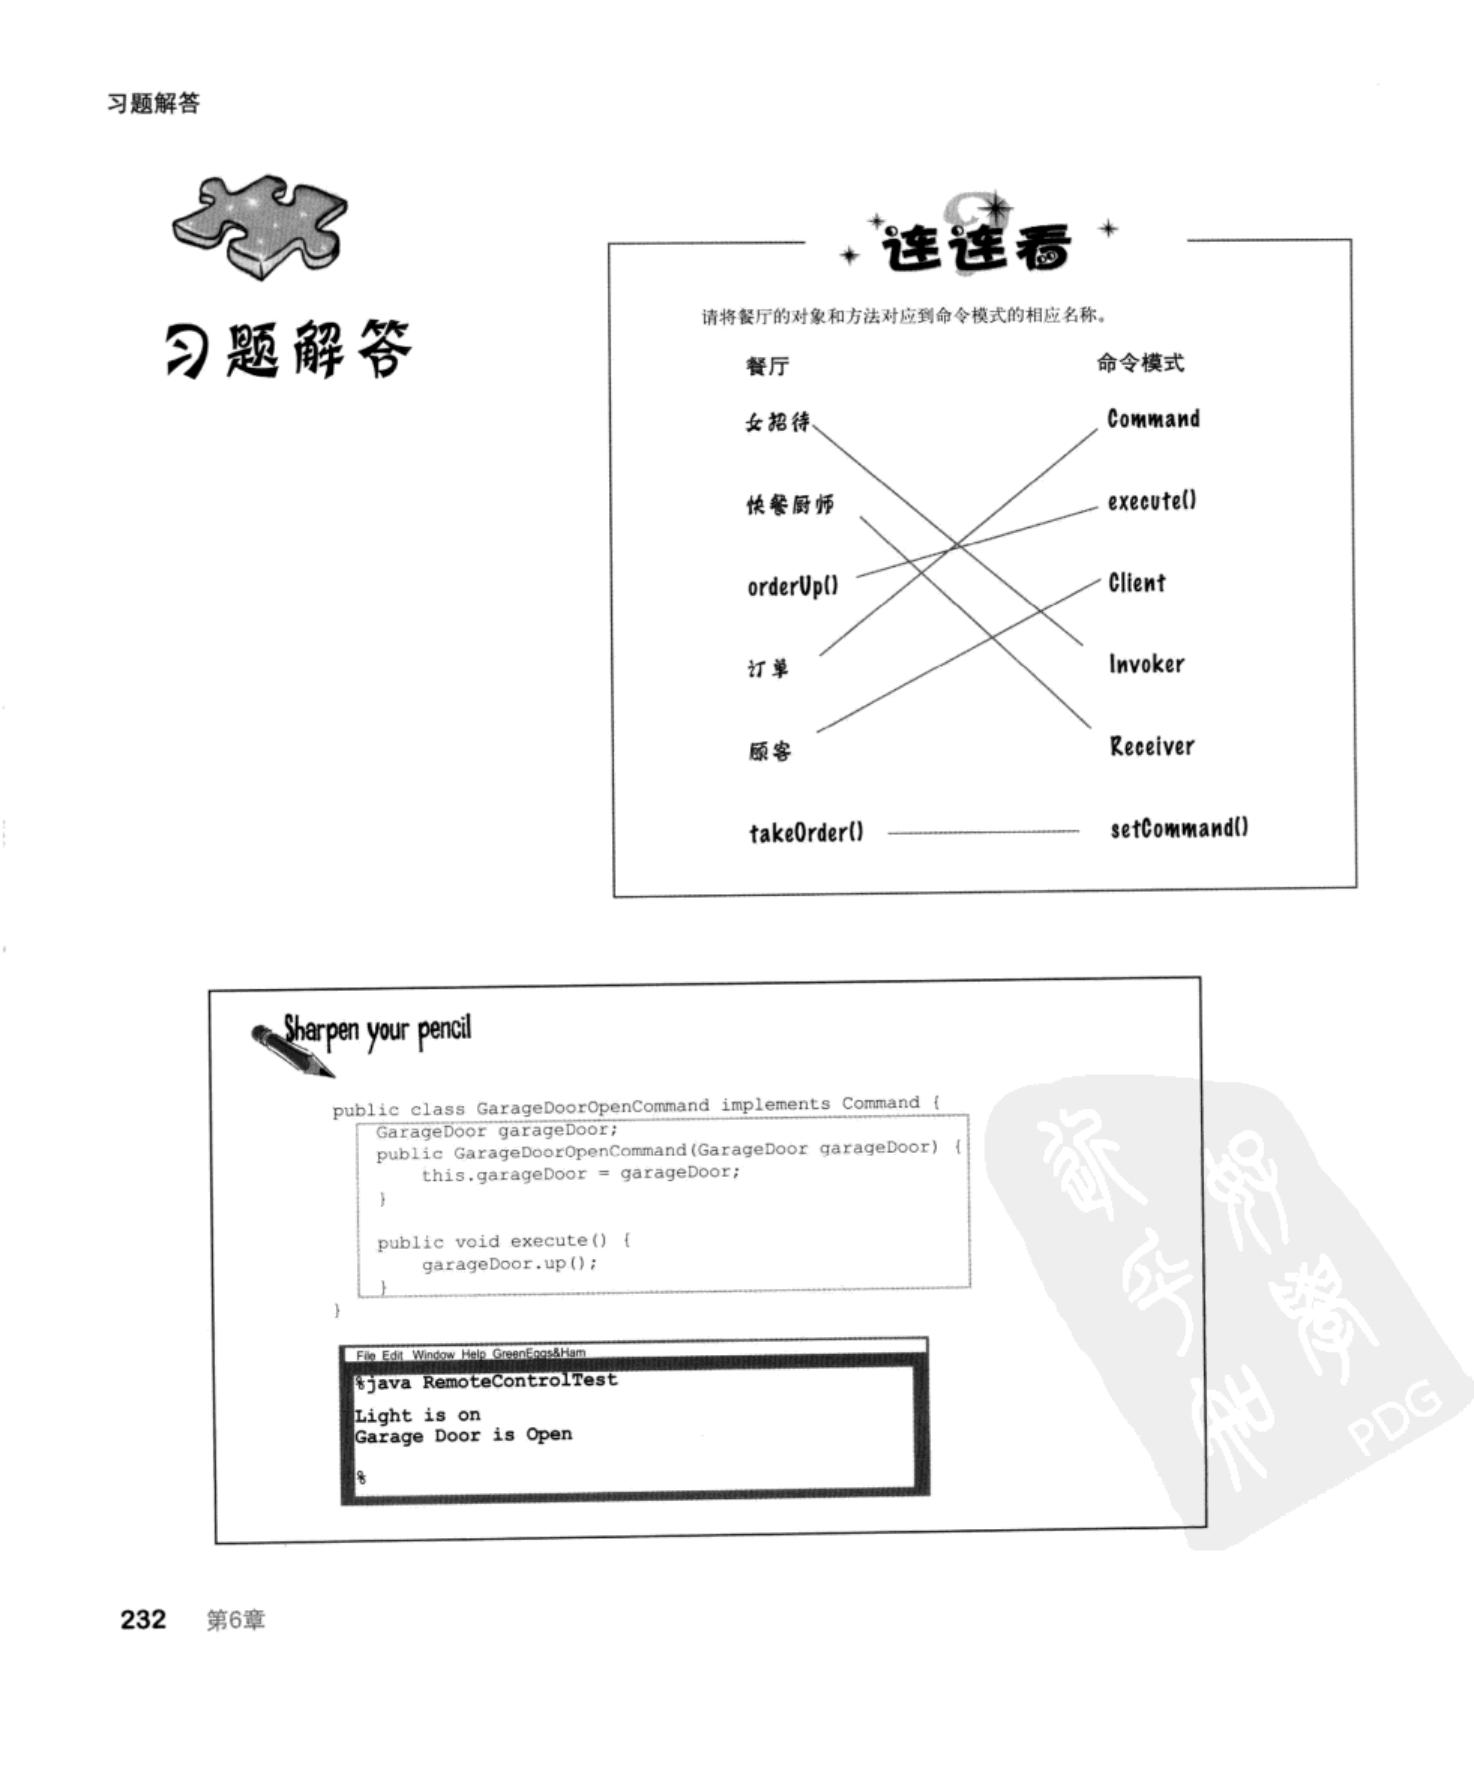 习题解答
习题解答
连连看
请将餐厅的对象和方法对应到命令模式的相应名称。
餐厅 命令模式
女招待 Command
快餐厨师 execute()
orderUp() Client
订单 Invoker
顾客 Receiver
takeOrder() setCommand()
Sharpen your pencil
public class GarageDoorOpenCommand implements Command {
GarageDoor garageDoor;
public GarageDoorOpenCommand(GarageDoor garageDoor) {
this.garageDoor = garageDoor;
}
public void execute() {
garageDoor.up();
}
}
File Edit Window Help GreenEggs&Ham
%java RemoteControlTest
Light is on
Garage Door is Open
%
PDG
232 第6章